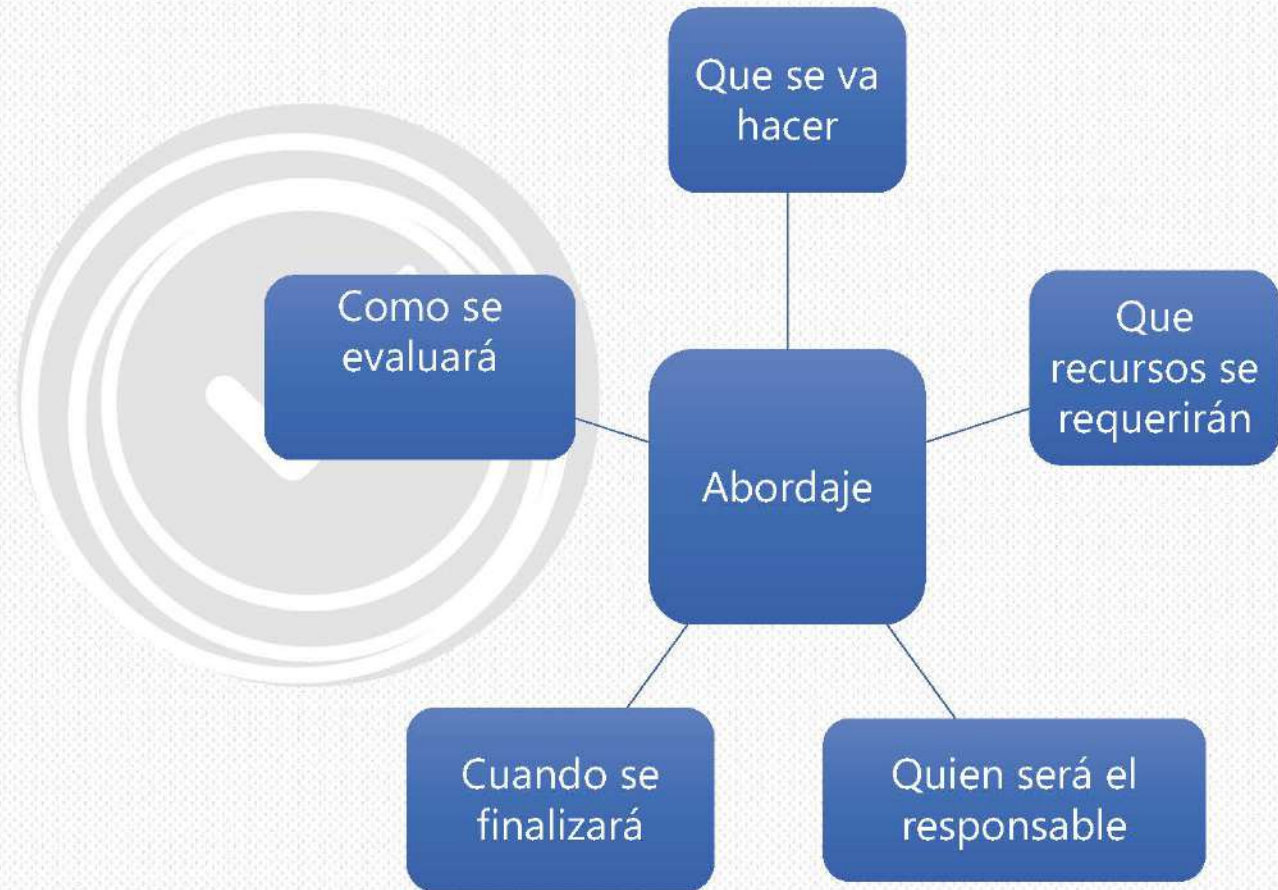 Que se va
hacer
Como se
evaluará
Que
recursos se
requerirán
Abordaje
Cuando se
finalizará
Quien será el
responsable